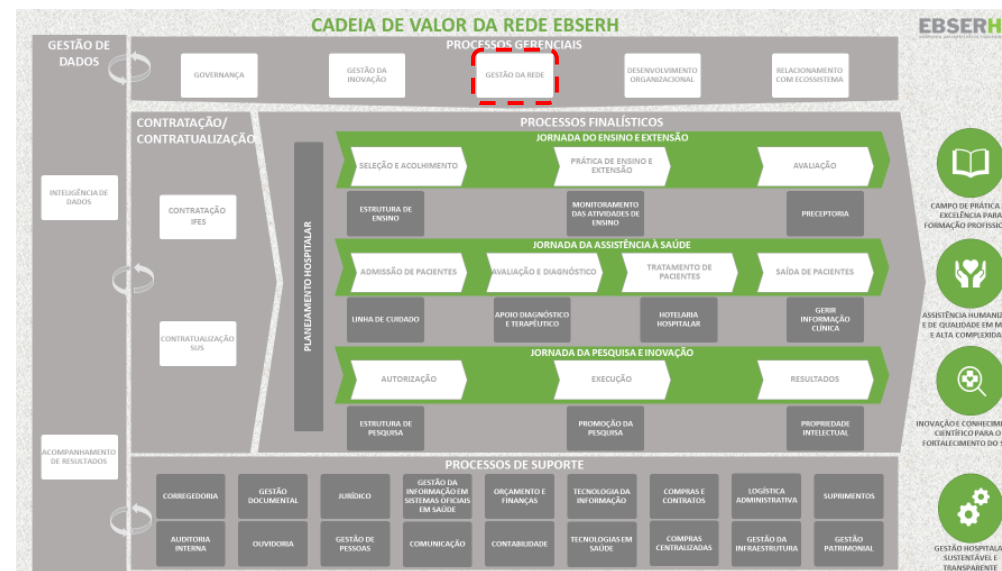 CADEIA DE VALOR DA REDE EBSERH
EBSERH
GESTÃO DE
DADOS
PROCESSOS GERENCIAIS
GOVERNANÇA
GESTÃO DA
INOVAÇÃO
GESTÃO DA REDE
DESENVOLVIMENTO
ORGANIZACIONAL
RELACIONAMENTO
COM ECOSSISTEMA
INTELIGÊNCIA DE
DADOS
ACOMPANHAMENTO
DE RESULTADOS
CONTRATAÇÃO/
CONTRATUALIZAÇÃO
CONTRATAÇÃO
IFES
CONTRATUALIZAÇÃO
SUS
PLANEJAMENTO HOSPITALAR
PROCESSOS FINALÍSTICOS
JORNADA DO ENSINO E EXTENSÃO
SELEÇÃO E ACOLHIMENTO
PRÁTICA DE ENSINO E
EXTENSÃO
AVALIAÇÃO
ESTRUTURA DE
ENSINO
MONITORAMENTO
DAS ATIVIDADES DE
ENSINO
PRECEPTORIA
JORNADA DA ASSISTÊNCIA À SAÚDE
ADMISSÃO DE PACIENTES
AVALIAÇÃO E DIAGNÓSTICO
TRATAMENTO DE
PACIENTES
SAÍDA DE PACIENTES
LINHA DE CUIDADO
APOIO DIAGNÓSTICO
E TERAPÊUTICO
HOTELARIA
HOSPITALAR
GERIR
INFORMAÇÃO
CLÍNICA
JORNADA DA PESQUISA E INOVAÇÃO
AUTORIZAÇÃO
EXECUÇÃO
RESULTADOS
ESTRUTURA DE
PESQUISA
PROMOÇÃO DA
PESQUISA
PROPRIEDADE
INTELECTUAL
PROCESSOS DE SUPORTE
CORREGEDORIA
GESTÃO
DOCUMENTAL
JURÍDICO
GESTÃO DA
INFORMAÇÃO EM
SISTEMAS OFICIAIS
EM SAÚDE
ORÇAMENTO E
FINANÇAS
TECNOLOGIA DA
INFORMAÇÃO
COMPRAS E
CONTRATOS
LOGÍSTICA
ADMINISTRATIVA
SUPRIMENTOS
AUDITORIA
INTERNA
OUVIDORIA
GESTÃO DE
PESSOAS
COMUNICAÇÃO
CONTABILIDADE
TECNOLOGIAS EM
SAÚDE
COMPRAS
CENTRALIZADAS
GESTÃO DA
INFRAESTRUTURA
GESTÃO
PATRIMONIAL
CAMPO DE PRÁTICA
EXCELÊNCIA PARA
FORMAÇÃO PROFISSIO
ASSISTÊNCIA HUMANIZ
E DE QUALIDADE EM M
E ALTA COMPLEXIDA
INOVAÇÃO E CONHECIM
CIENTÍFICO PARA O
FORTALECIMENTO DO S
GESTÃO HOSPITALA
SUSTENTÁVEL E
TRANSPARENTE